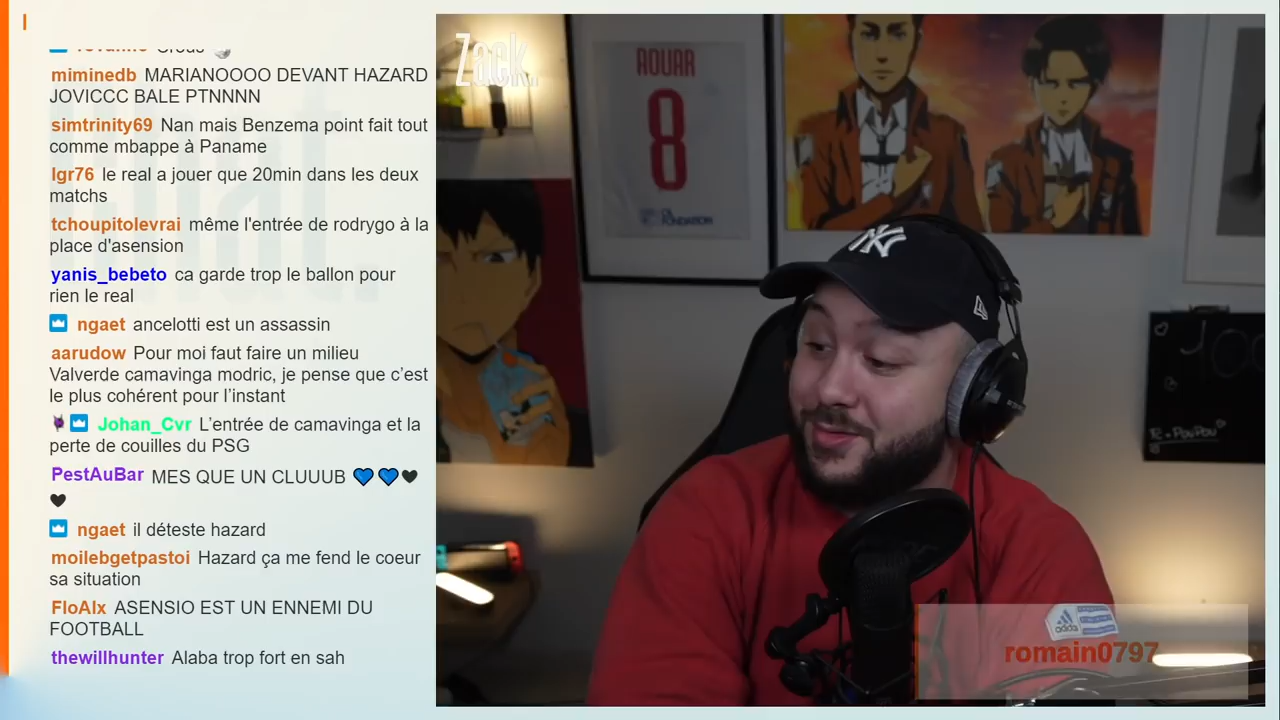 miminedb MARIANOOOO DEVANT HAZARD
JOVICCC BALE PTNNNN
simtrinity69 Nan mais Benzema point fait tout
comme mbappe à Paname
lgr76 le real a jouer que 20min dans les deux
matchs
tchoupitolevrai même l'entrée de rodrygo à la
place d'asension
yanis_bebeto ca garde trop le ballon pour
rien le real
ngaet ancelotti est un assassin
aarudow Pour moi faut faire un milieu
Valverde camavinga modric, je pense que c’est
le plus cohérent pour l’instant
Johan_Cvr L’entrée de camavinga et la
perte de couilles du PSG
PestAuBar MES QUE UN CLUUUB 💙💙🖤
🖤
ngaet il déteste hazard
moilebgetpastoi Hazard ça me fend le coeur
sa situation
FloAlx ASENSIO EST UN ENNEMI DU
FOOTBALL
thewillhunter Alaba trop fort en sah
Zack.
AOUAR
8
FONDATION
NY
adidas
romain0797